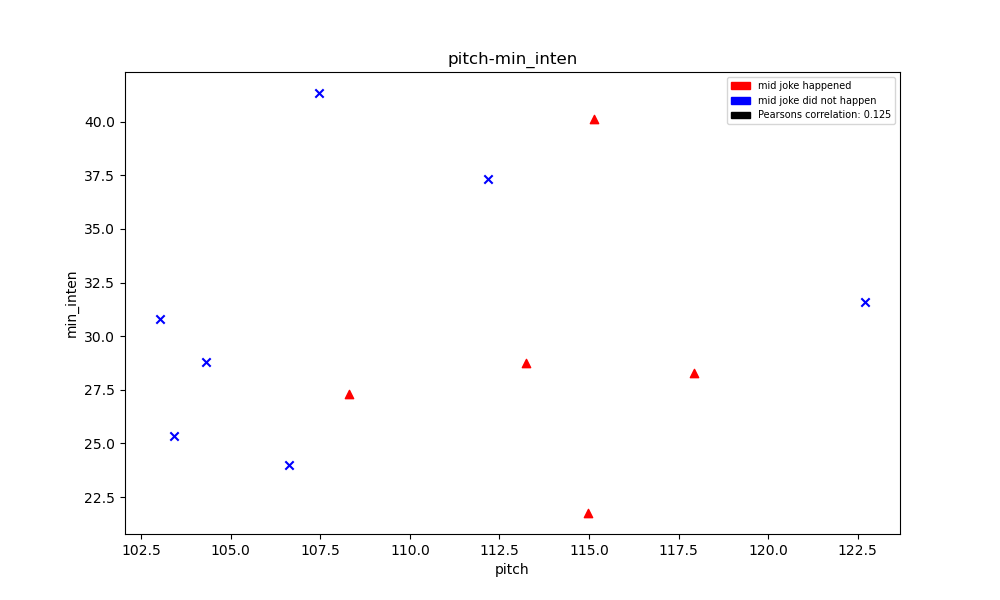 pitch-min_inten
mid joke happened
mid joke did not happen
Pearsons correlation: 0.125
40.0
37.5
35.0
32.5
30.0
27.5
25.0
22.5
min_inten
102.5 105.0 107.5 110.0 112.5 115.0 117.5 120.0 122.5
pitch